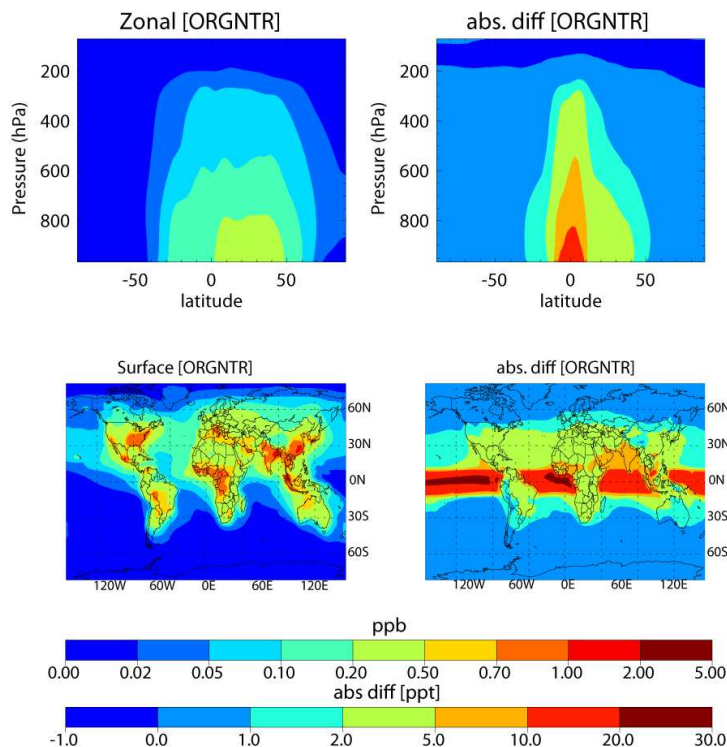 Zonal [ORGNTR]
abs. diff [ORGNTR]
Pressure (hPa)
200
400
600
800
-50 0 50
latitude
Pressure (hPa)
200
400
600
800
-50 0 50
latitude
Surface [ORGNTR]
60N
30N
0N
30S
60S
120W 60W 0E 60E 120E
abs. diff [ORGNTR]
60N
30N
0N
30S
60S
120W 60W 0E 60E 120E
ppb
0.00 0.02 0.05 0.10 0.20 0.50 0.70 1.00 2.00 5.00
abs diff [ppt]
-1.0 0.0 1.0 2.0 5.0 10.0 20.0 30.0